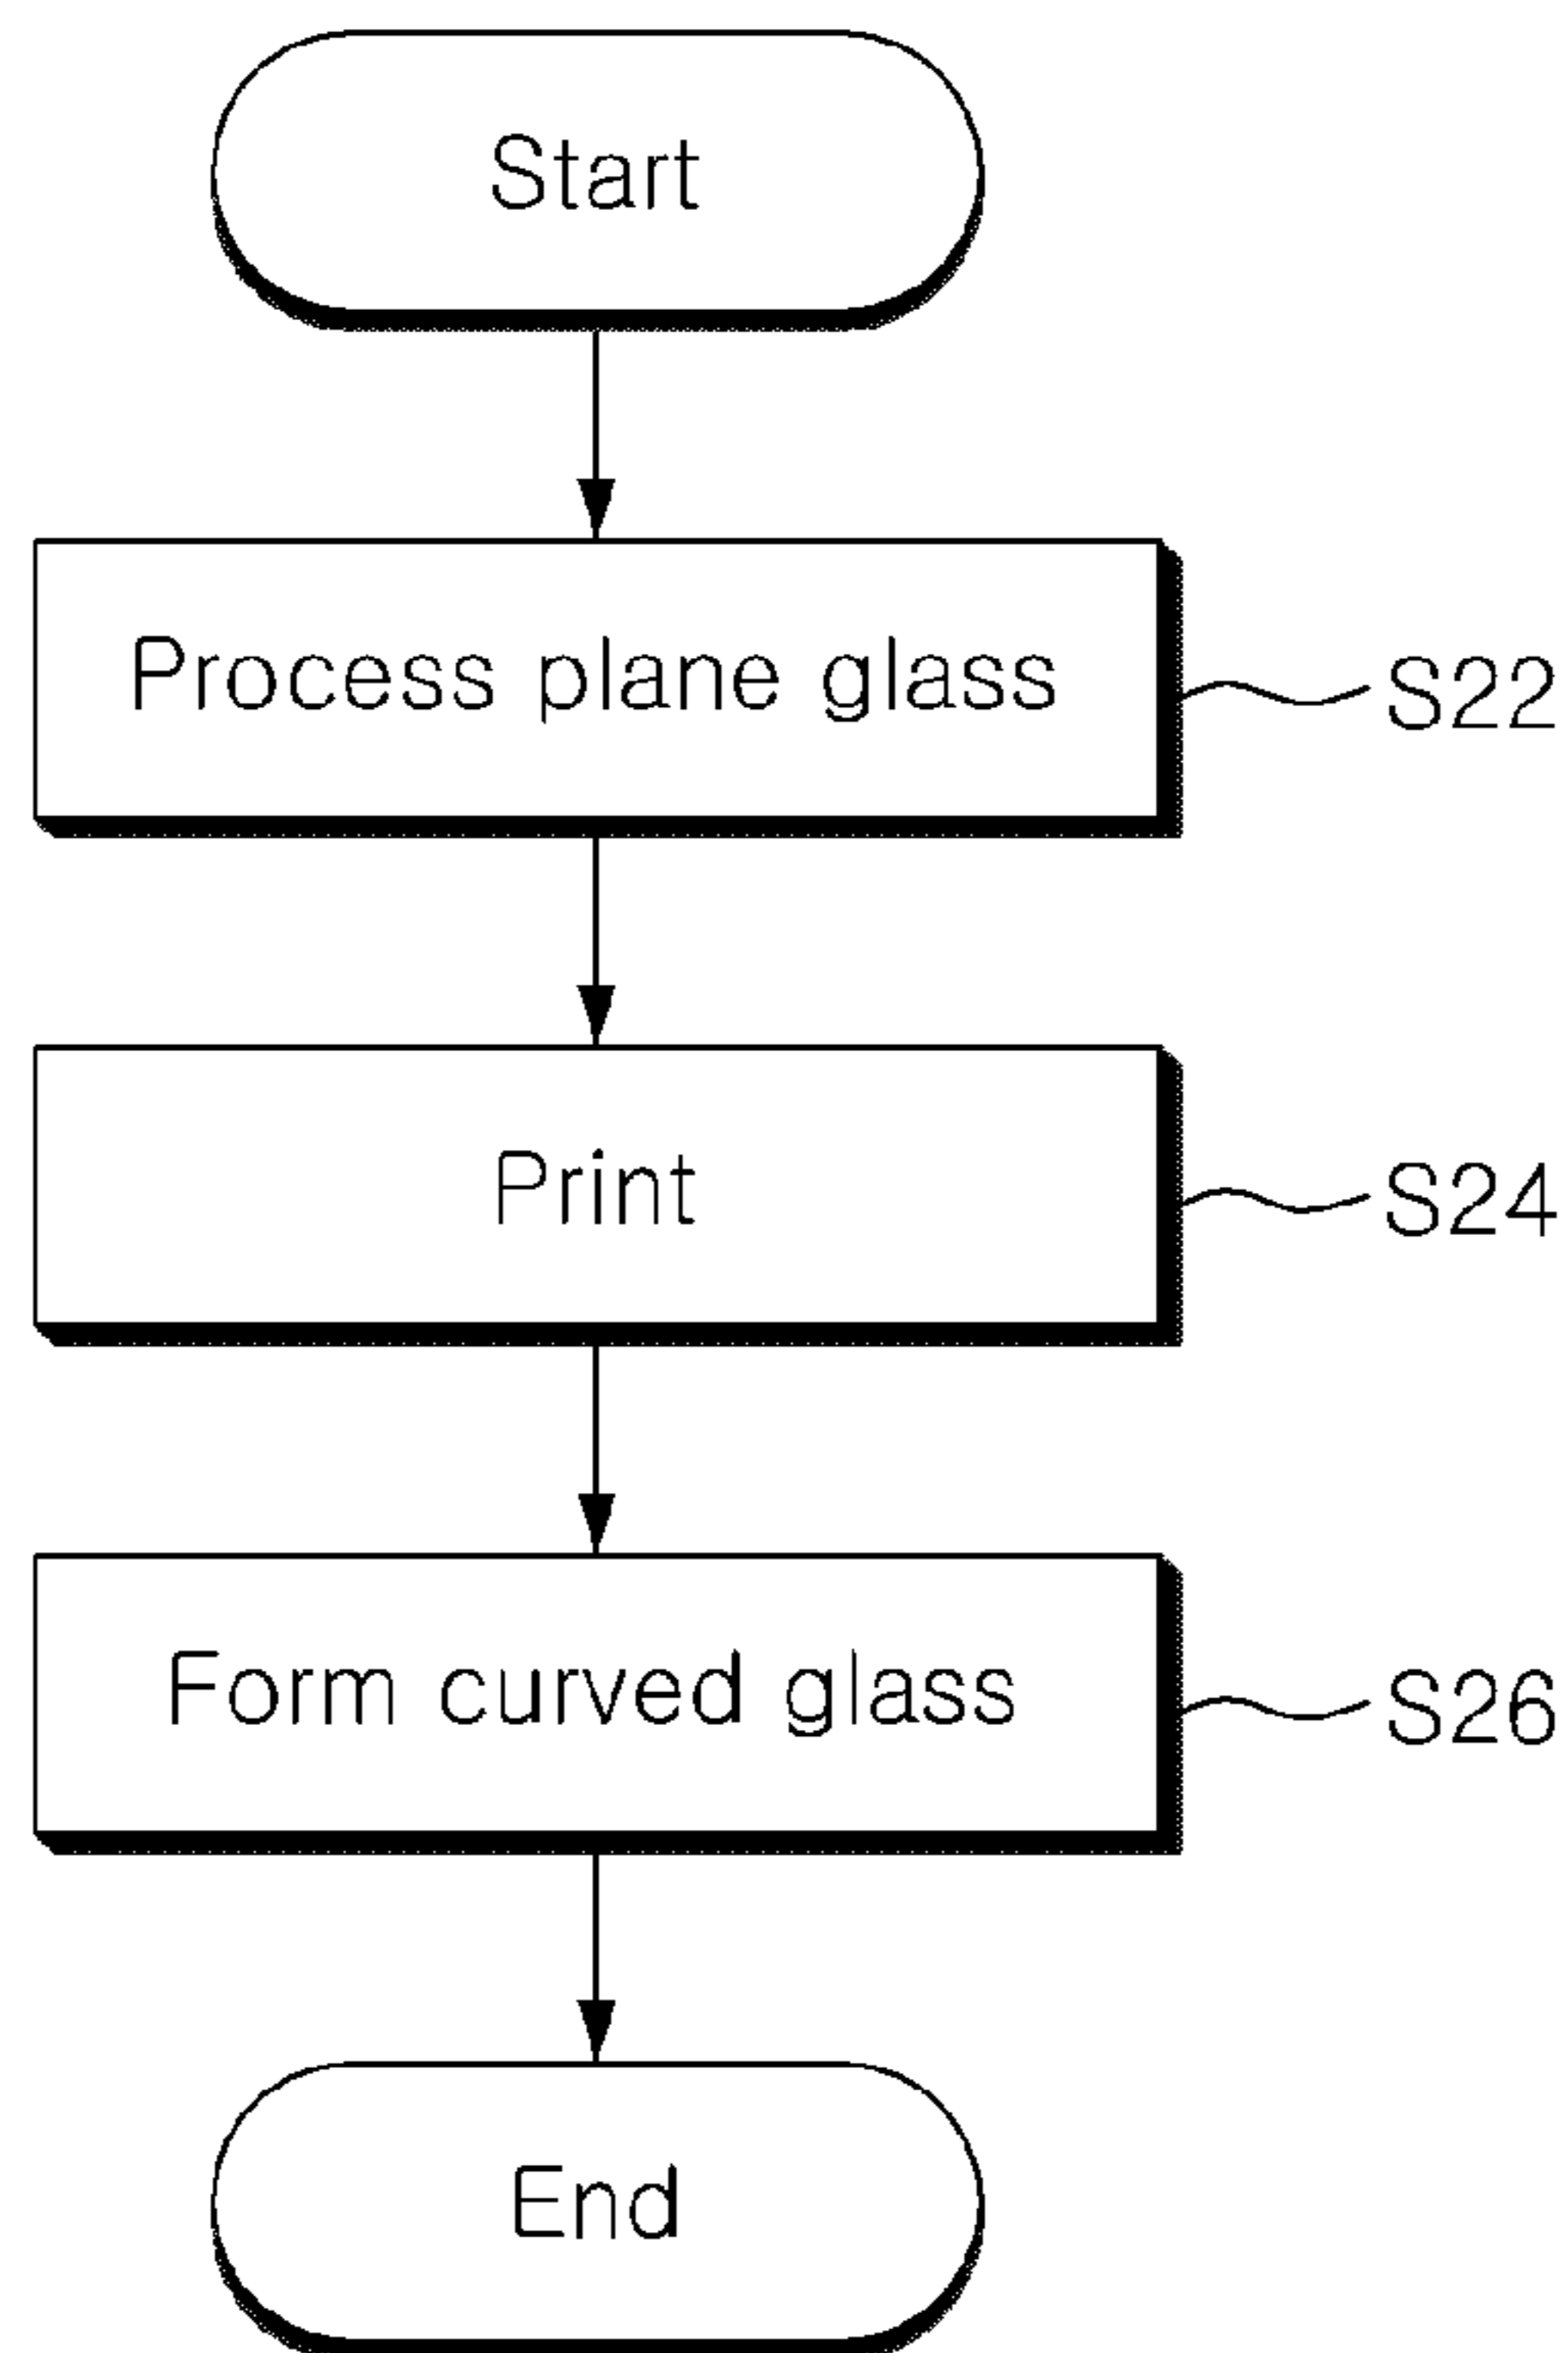 Start
Process plane glass
S22
Print
S24
Form curved glass
S26
End